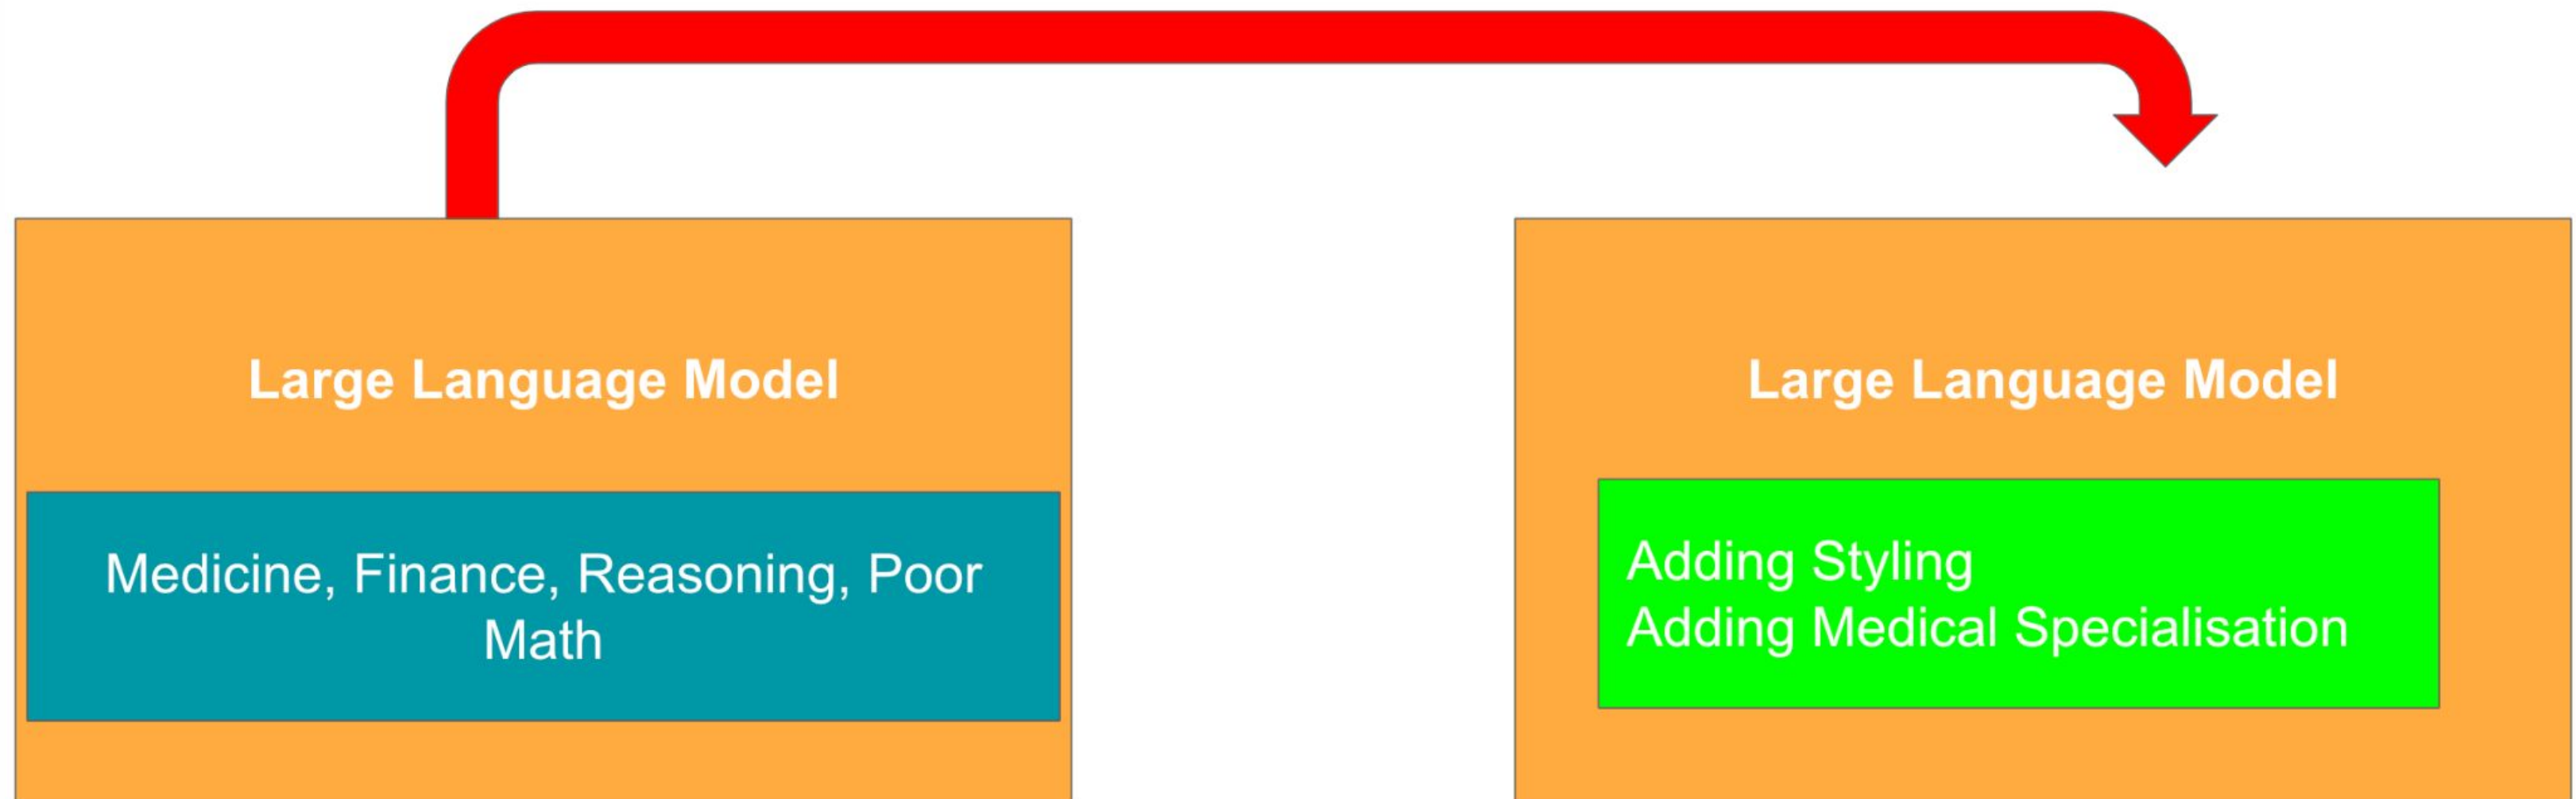 Large Language Model
Medicine, Finance, Reasoning, Poor
Math
Large Language Model
Adding Styling
Adding Medical Specialisation